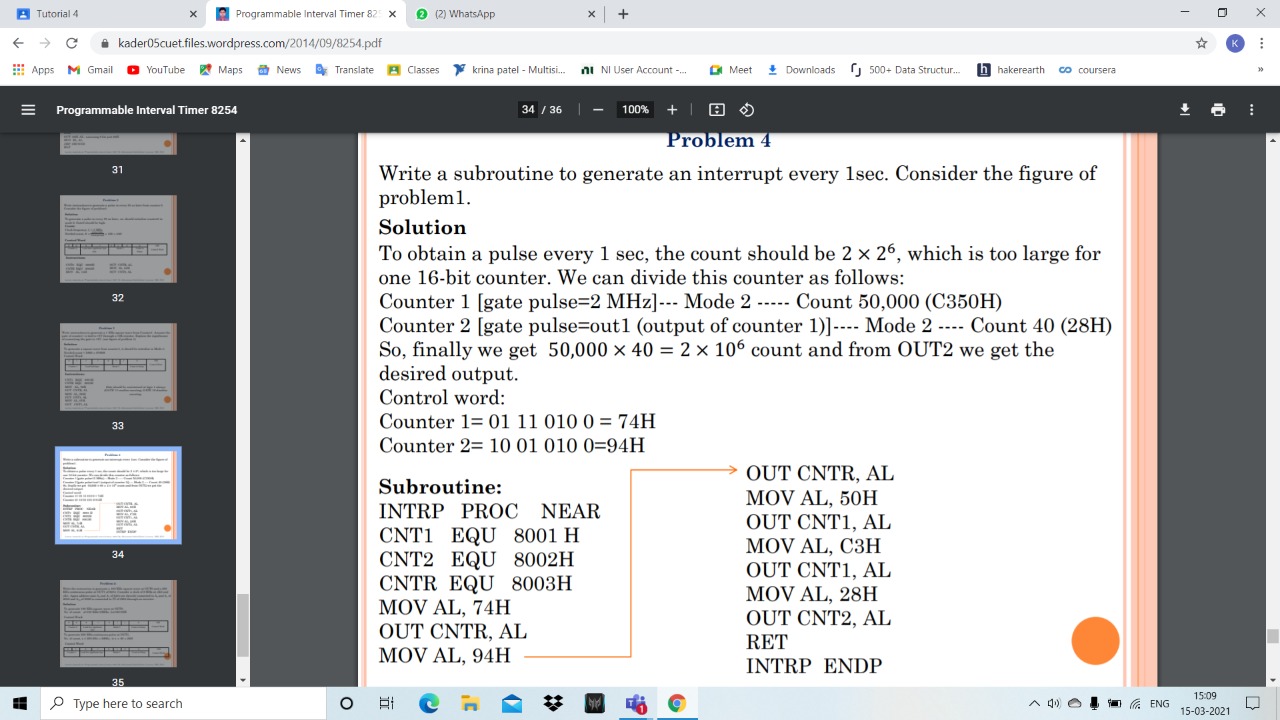 Tutorial 4
Programmable Interval Timer 825
(2) WhatsApp
kader05cuet.files.wordpress.com/2014/09/8254.pdf
K
Apps
Gmail
YouTube
Maps
News
Translate
Classes
krina patel - Multisi...
NI User Account -...
Meet
Downloads
500+ Data Structur...
hakerearth
coursera
»
Programmable Interval Timer 8254
34 / 36
100%
31
32
33
34
35
Problem 4
Write a subroutine to generate an interrupt every 1sec. Consider the figure of
problem1.
Solution
To obtain a pulse every 1 sec, the count should be 2 × 2⁶, which is too large for
one 16-bit counter. We can divide this counter as follows:
Counter 1 [gate pulse=2 MHz]--- Mode 2 ----- Count 50,000 (C350H)
Counter 2 [gate pulse=out1 (output of counter 1)]---- Mode 2 ---- Count 40 (28H)
So, finally we get 50,000 × 40 = 2 × 10⁶ count and from OUT2 we get the
desired output.
Control word:
Counter 1= 01 11 010 0 = 74H
Counter 2= 10 01 010 0=94H
Subroutine:
INTRP PROC NEAR
CNT1 EQU 8001 H
CNT2 EQU 8002H
CNTR EQU 8003H
MOV AL, 74H
OUT CNTR, AL
MOV AL, 94H
OUT CNTR, AL
MOV AL, 50H
OUT CNT1, AL
MOV AL, C3H
OUT CNT1, AL
MOV AL, 28H
OUT CNT2, AL
RET
INTRP ENDP
Type here to search
ENG
15:09
15-03-2021